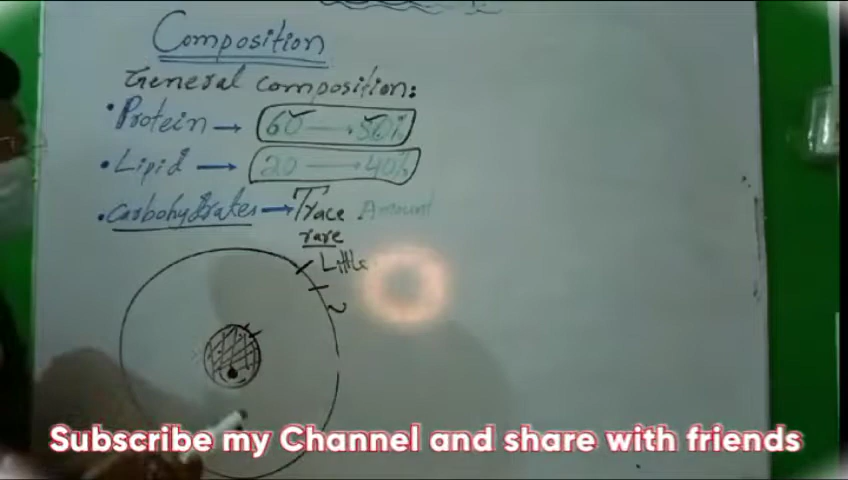 Composition
General composition:
• Protein → 60 → 50%
• Lipid → 20 → 40%
• Carbohydrates → Trace Amount
rare
Little
Subscribe my Channel and share with friends